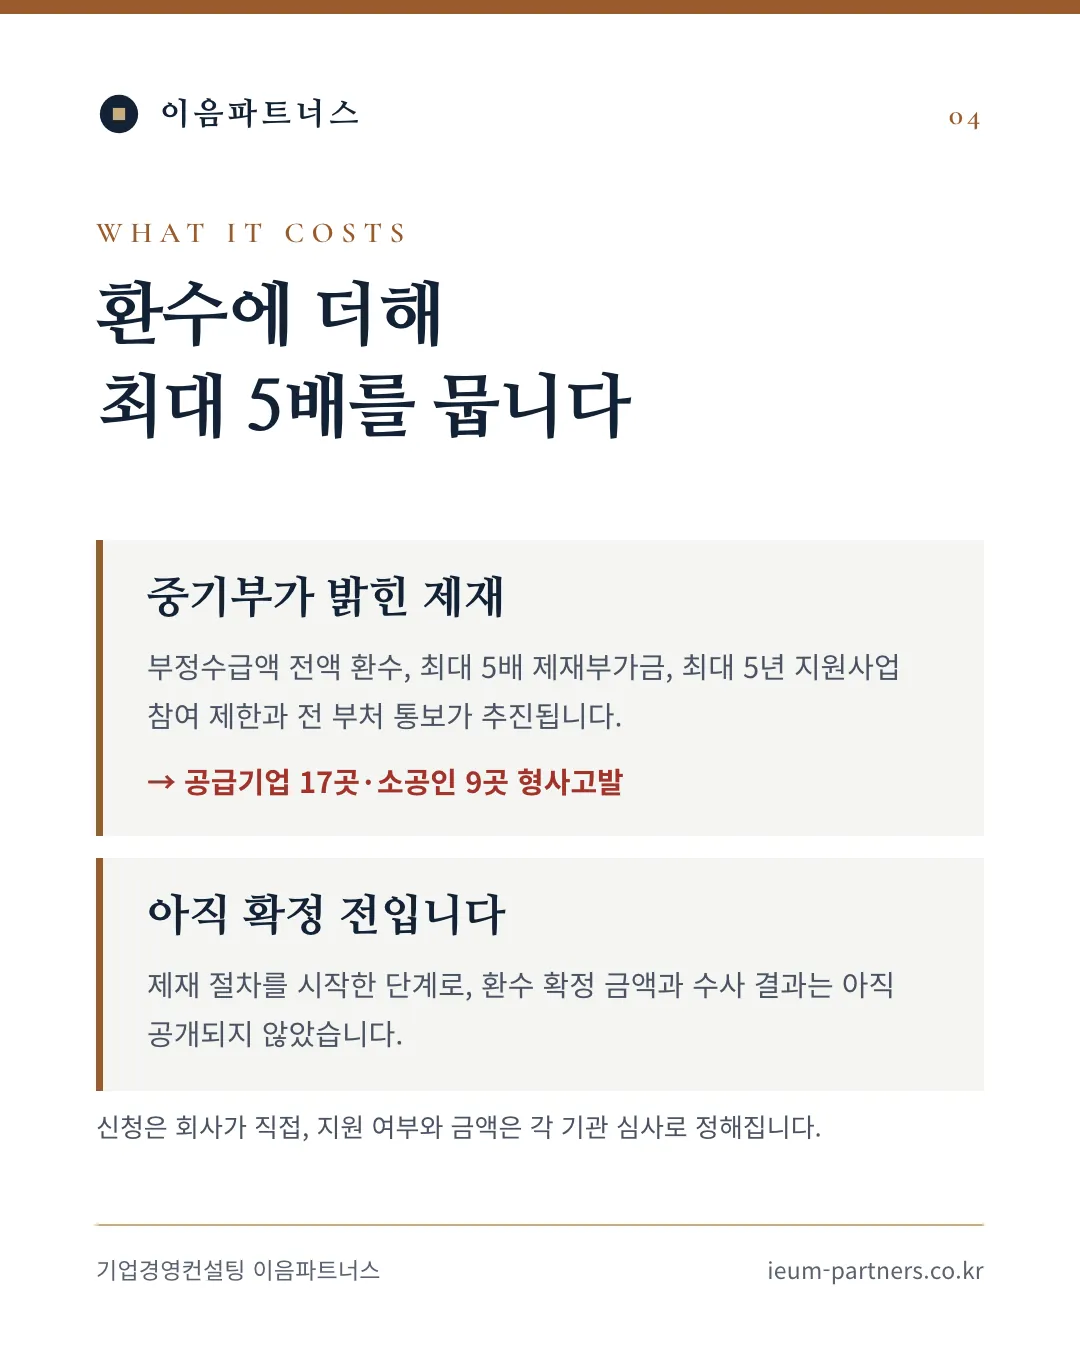 이음파트너스
04
WHAT IT COSTS
환수에 더해
최대 5배를 뭅니다
중기부가 밝힌 제재
부정수급액 전액 환수, 최대 5배 제재부가금, 최대 5년 지원사업
참여 제한과 전 부처 통보가 추진됩니다.
→ 공급기업 17곳·소공인 9곳 형사고발
아직 확정 전입니다
제재 절차를 시작한 단계로, 환수 확정 금액과 수사 결과는 아직
공개되지 않았습니다.
신청은 회사가 직접, 지원 여부와 금액은 각 기관 심사로 정해집니다.
기업경영컨설팅 이음파트너스
ieum-partners.co.kr